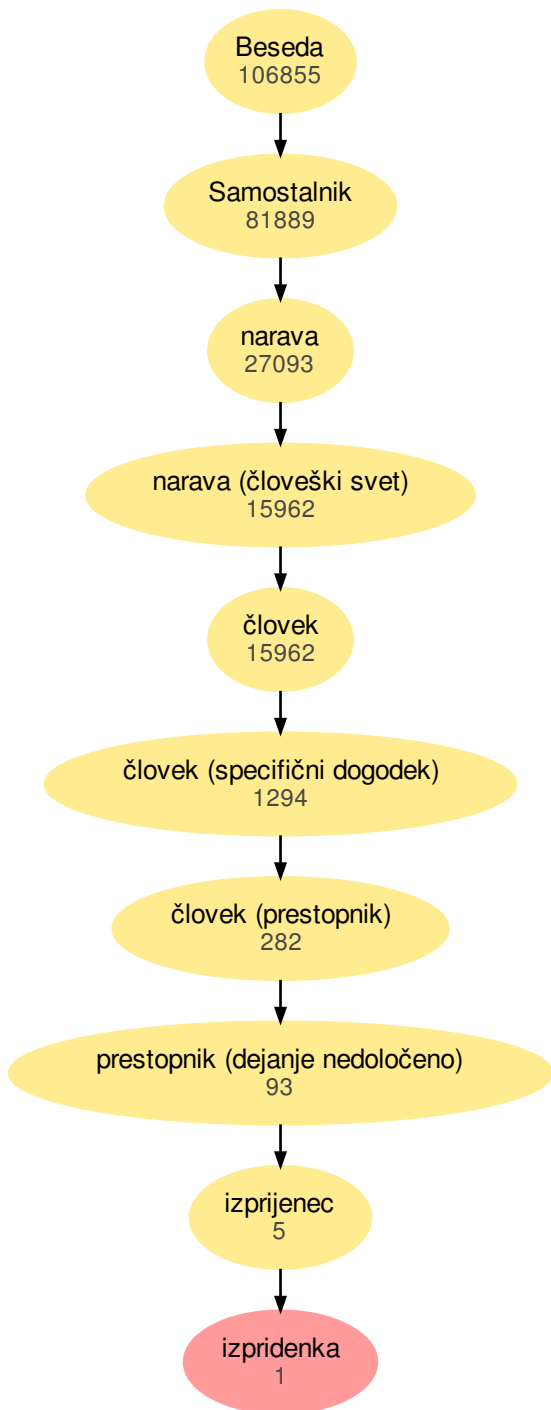 Beseda
106855
Samostalnik
81889
narava
27093
narava (človeški svet)
15962
človek
15962
človek (specifični dogodek)
1294
človek (prestopnik)
282
prestopnik (dejanje nedoločeno)
93
izprijenec
5
izpridenka
1